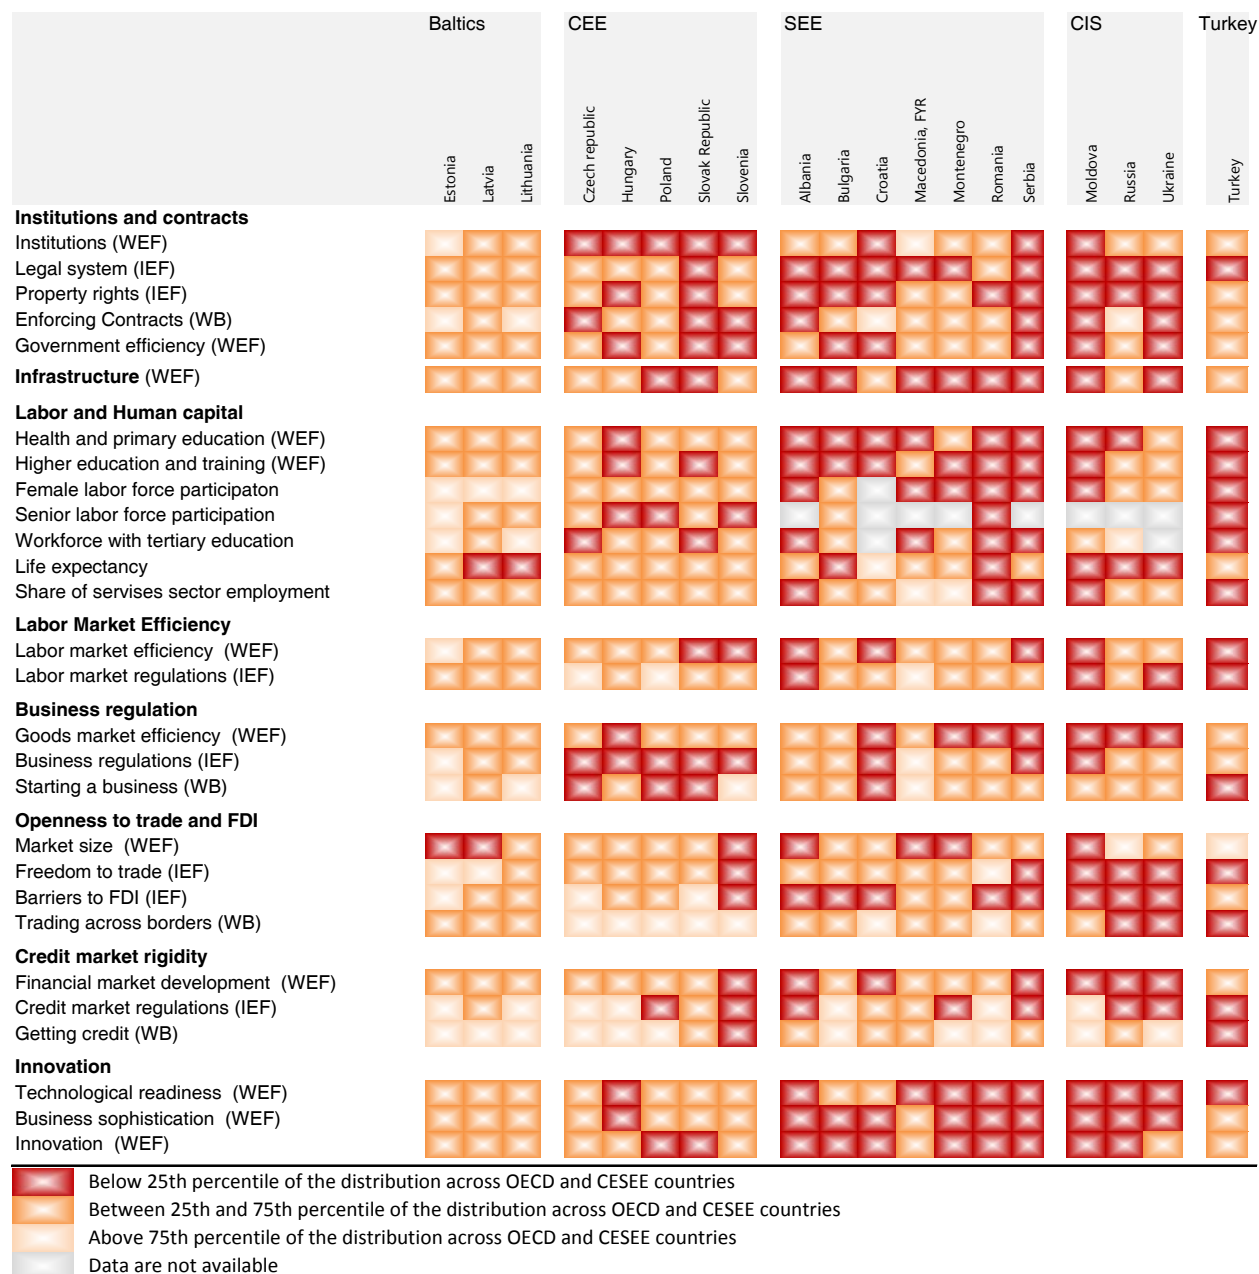 Baltics CEE SEE CIS Turkey
Estonia Latvia Lithuania Czech republic Hungary Poland Slovak Republic Slovenia Albania Bulgaria Croatia Macedonia, FYR Montenegro Romania Serbia Moldova Russia Ukraine Turkey
Institutions and contracts
Institutions (WEF)
Legal system (IEF)
Property rights (IEF)
Enforcing Contracts (WB)
Government efficiency (WEF)
Infrastructure (WEF)
Labor and Human capital
Health and primary education (WEF)
Higher education and training (WEF)
Female labor force participaton
Senior labor force participation
Workforce with tertiary education
Life expectancy
Share of servises sector employment
Labor Market Efficiency
Labor market efficiency (WEF)
Labor market regulations (IEF)
Business regulation
Goods market efficiency (WEF)
Business regulations (IEF)
Starting a business (WB)
Openness to trade and FDI
Market size (WEF)
Freedom to trade (IEF)
Barriers to FDI (IEF)
Trading across borders (WB)
Credit market rigidity
Financial market development (WEF)
Credit market regulations (IEF)
Getting credit (WB)
Innovation
Technological readiness (WEF)
Business sophistication (WEF)
Innovation (WEF)
Below 25th percentile of the distribution across OECD and CESEE countries
Between 25th and 75th percentile of the distribution across OECD and CESEE countries
Above 75th percentile of the distribution across OECD and CESEE countries
Data are not available